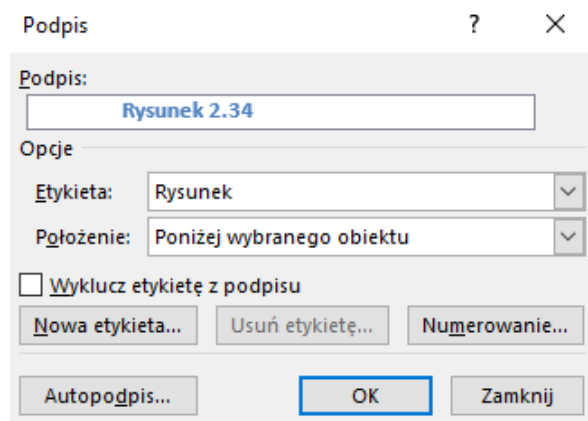 Podpis ? ×
Podpis:
Rysunek 2.34
Opcje
Etykieta: Rysunek
Położenie: Poniżej wybranego obiektu
Wyklucz etykietę z podpisu
Nowa etykieta... Usuń etykietę... Numerowanie...
Autopodpis... OK Zamknij